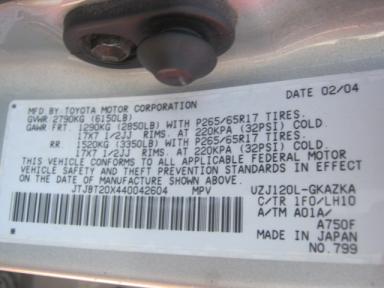 MFD BY TOYOTA MOTOR CORPORATION DATE 02/04
GVWR 2790KG (6150LB)
GAWR FRT. 1290KG (2850LB) WITH P265/65R17 TIRES.
17X7 1/2JJ RIMS. AT 220KPA (32PSI) COLD.
RR 1520KG (3350LB) WITH P265/65R17 TIRES.
17X7 1/2JJ RIMS. AT 220KPA (32PSI) COLD.
THIS VEHICLE CONFORMS TO ALL APPLICABLE FEDERAL MOTOR
VEHICLE SAFETY AND THEFT PREVENTION STANDARDS IN EFFECT
ON THE DATE OF MANUFACTURE SHOWN ABOVE.
JTJBT20X440042604 MPV UZJ120L-GKAZKA
C/TR 1F0/LH10
A/TM A01A/
A750F
MADE IN JAPAN
NO.799